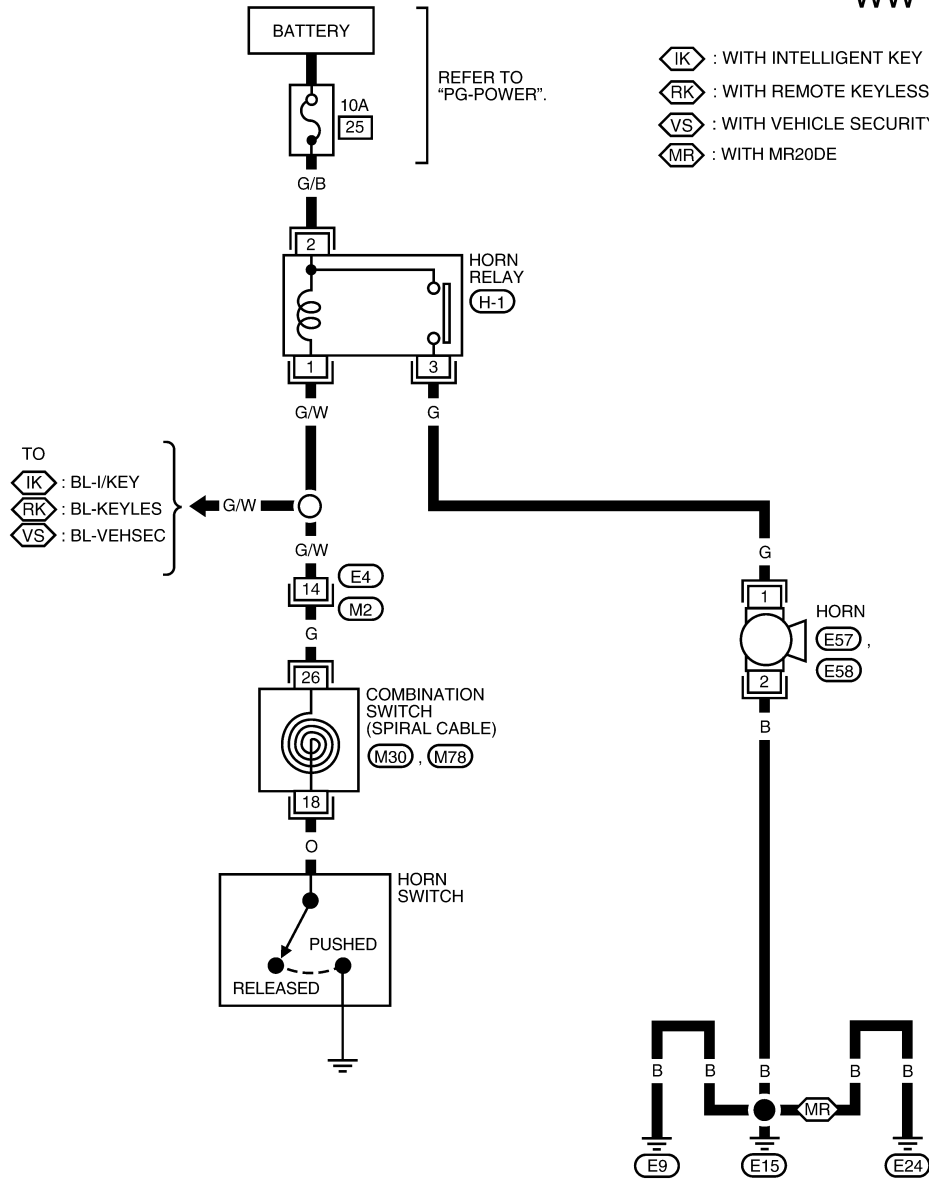 BATTERY
REFER TO
“PG-POWER”.
10A
25
G/B
IK : WITH INTELLIGENT KEY
RK : WITH REMOTE KEYLESS
VS : WITH VEHICLE SECURITY
MR : WITH MR20DE
2
HORN
RELAY
H-1
1
3
G/W
G
TO
IK : BL-I/KEY
RK : BL-KEYLES
VS : BL-VEHSEC
G/W
G/W
14
E4
M2
G
G
1
HORN
E57 ,
E58
2
B
26
COMBINATION
SWITCH
(SPIRAL CABLE)
M30 , M78
18
O
HORN
SWITCH
PUSHED
RELEASED
B
B
B
B
B
MR
E9
E15
E24